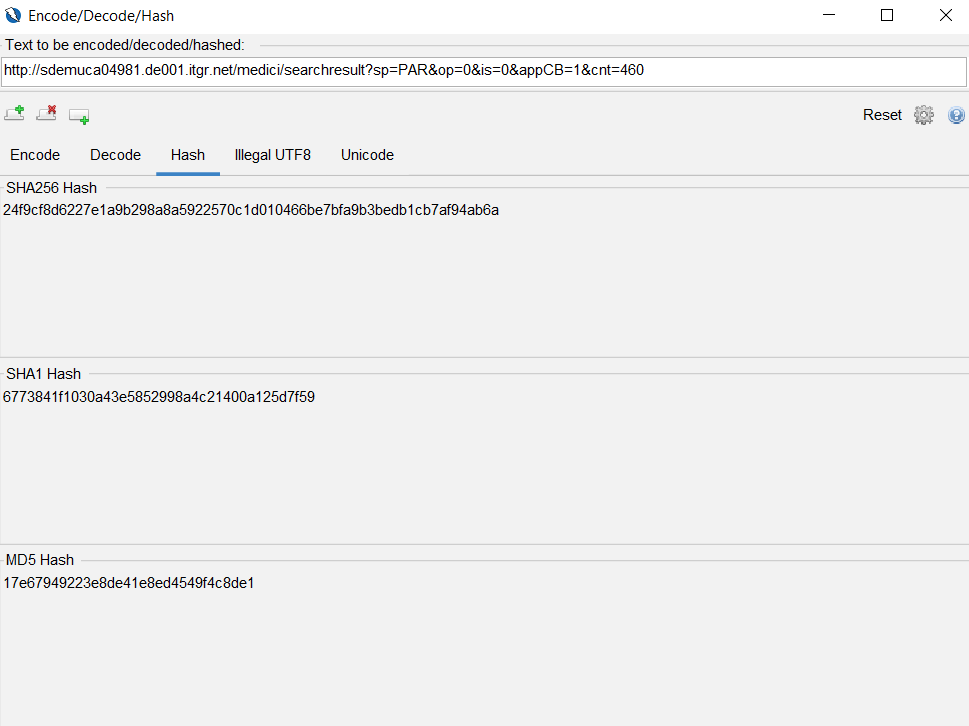 Encode/Decode/Hash
Text to be encoded/decoded/hashed:
http://sdemuca04981.de001.itgr.net/medici/searchresult?sp=PAR&op=0&is=0&appCB=1&cnt=460
Reset
Encode Decode Hash Illegal UTF8 Unicode
SHA256 Hash
24f9cf8d6227e1a9b298a8a5922570c1d010466be7bfa9b3bedb1cb7af94ab6a
SHA1 Hash
6773841f1030a43e5852998a4c21400a125d7f59
MD5 Hash
17e67949223e8de41e8ed4549f4c8de1